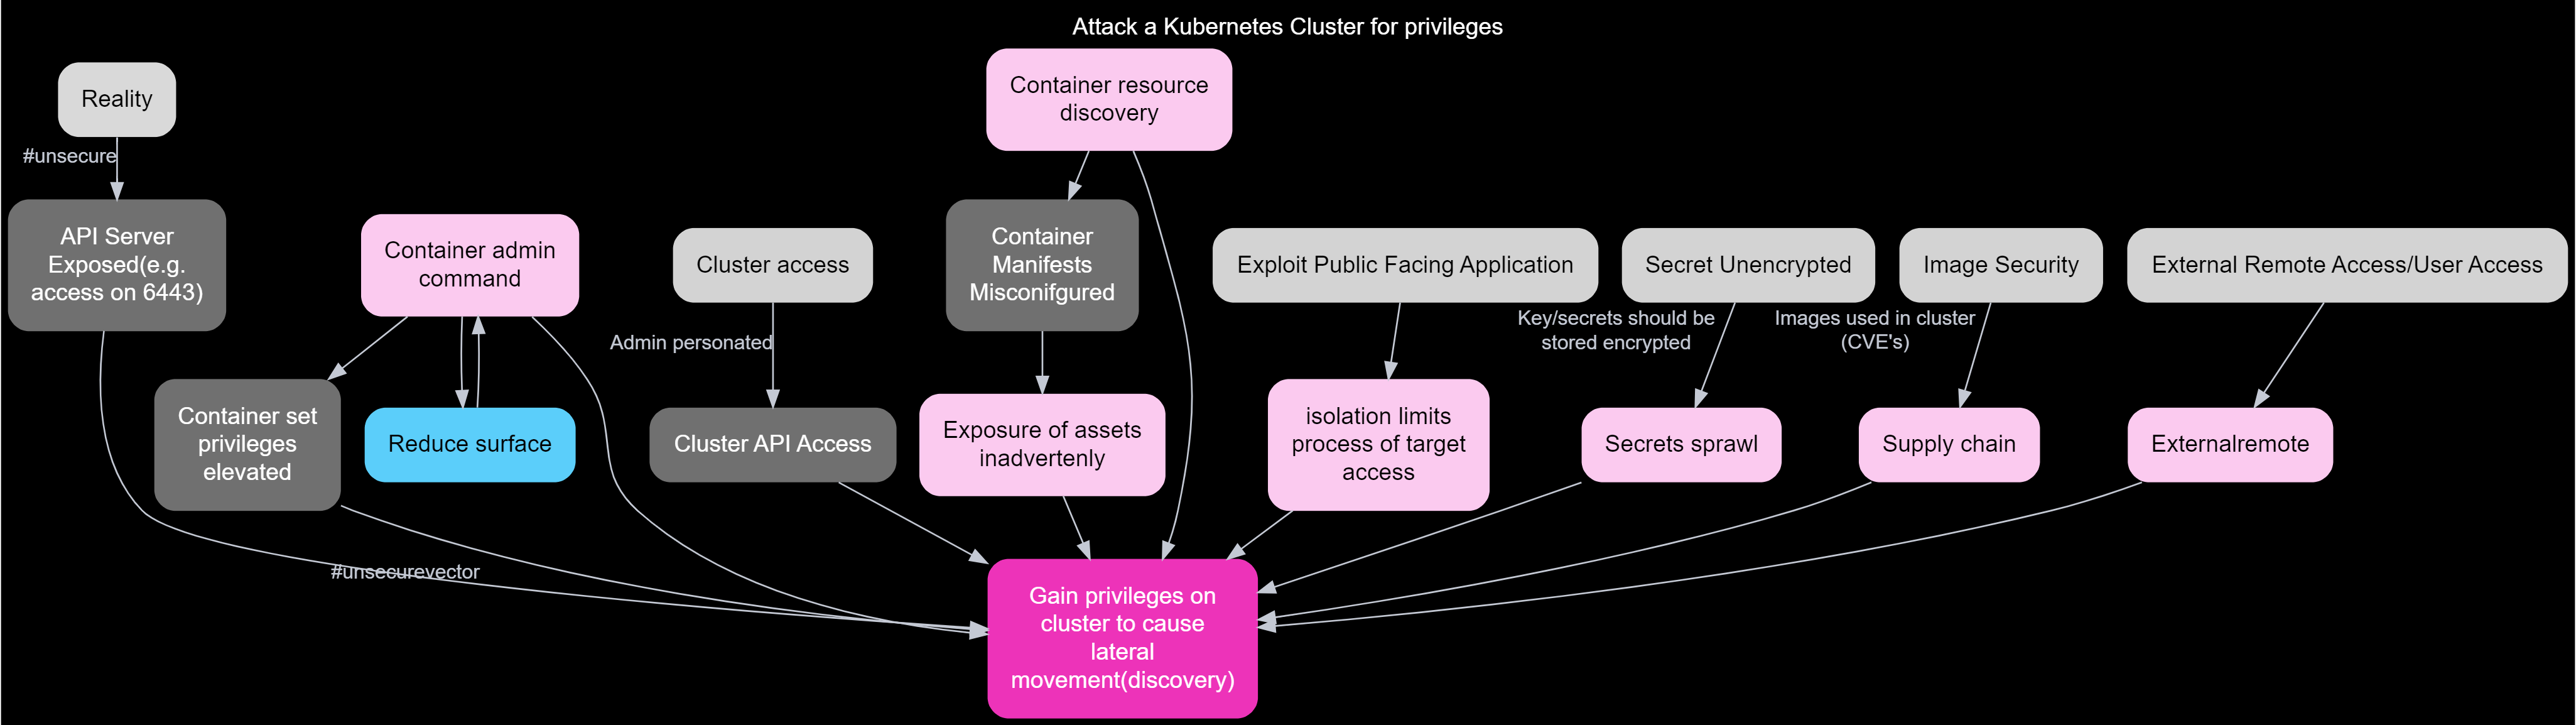 Attack a Kubernetes Cluster for privileges
Reality
Container resource
discovery
#unsecure
API Server
Exposed(e.g.
access on 6443)
Container admin
command
Cluster access
Container
Manifests
Misconifgured
Exploit Public Facing Application
Secret Unencrypted
Image Security
External Remote Access/User Access
Admin personated
Key/secrets should be
stored encrypted
Images used in cluster
(CVE's)
Container set
privileges
elevated
Reduce surface
Cluster API Access
Exposure of assets
inadvertenly
isolation limits
process of target
access
Secrets sprawl
Supply chain
Externalremote
#unsecurevector
Gain privileges on
cluster to cause
lateral
movement(discovery)